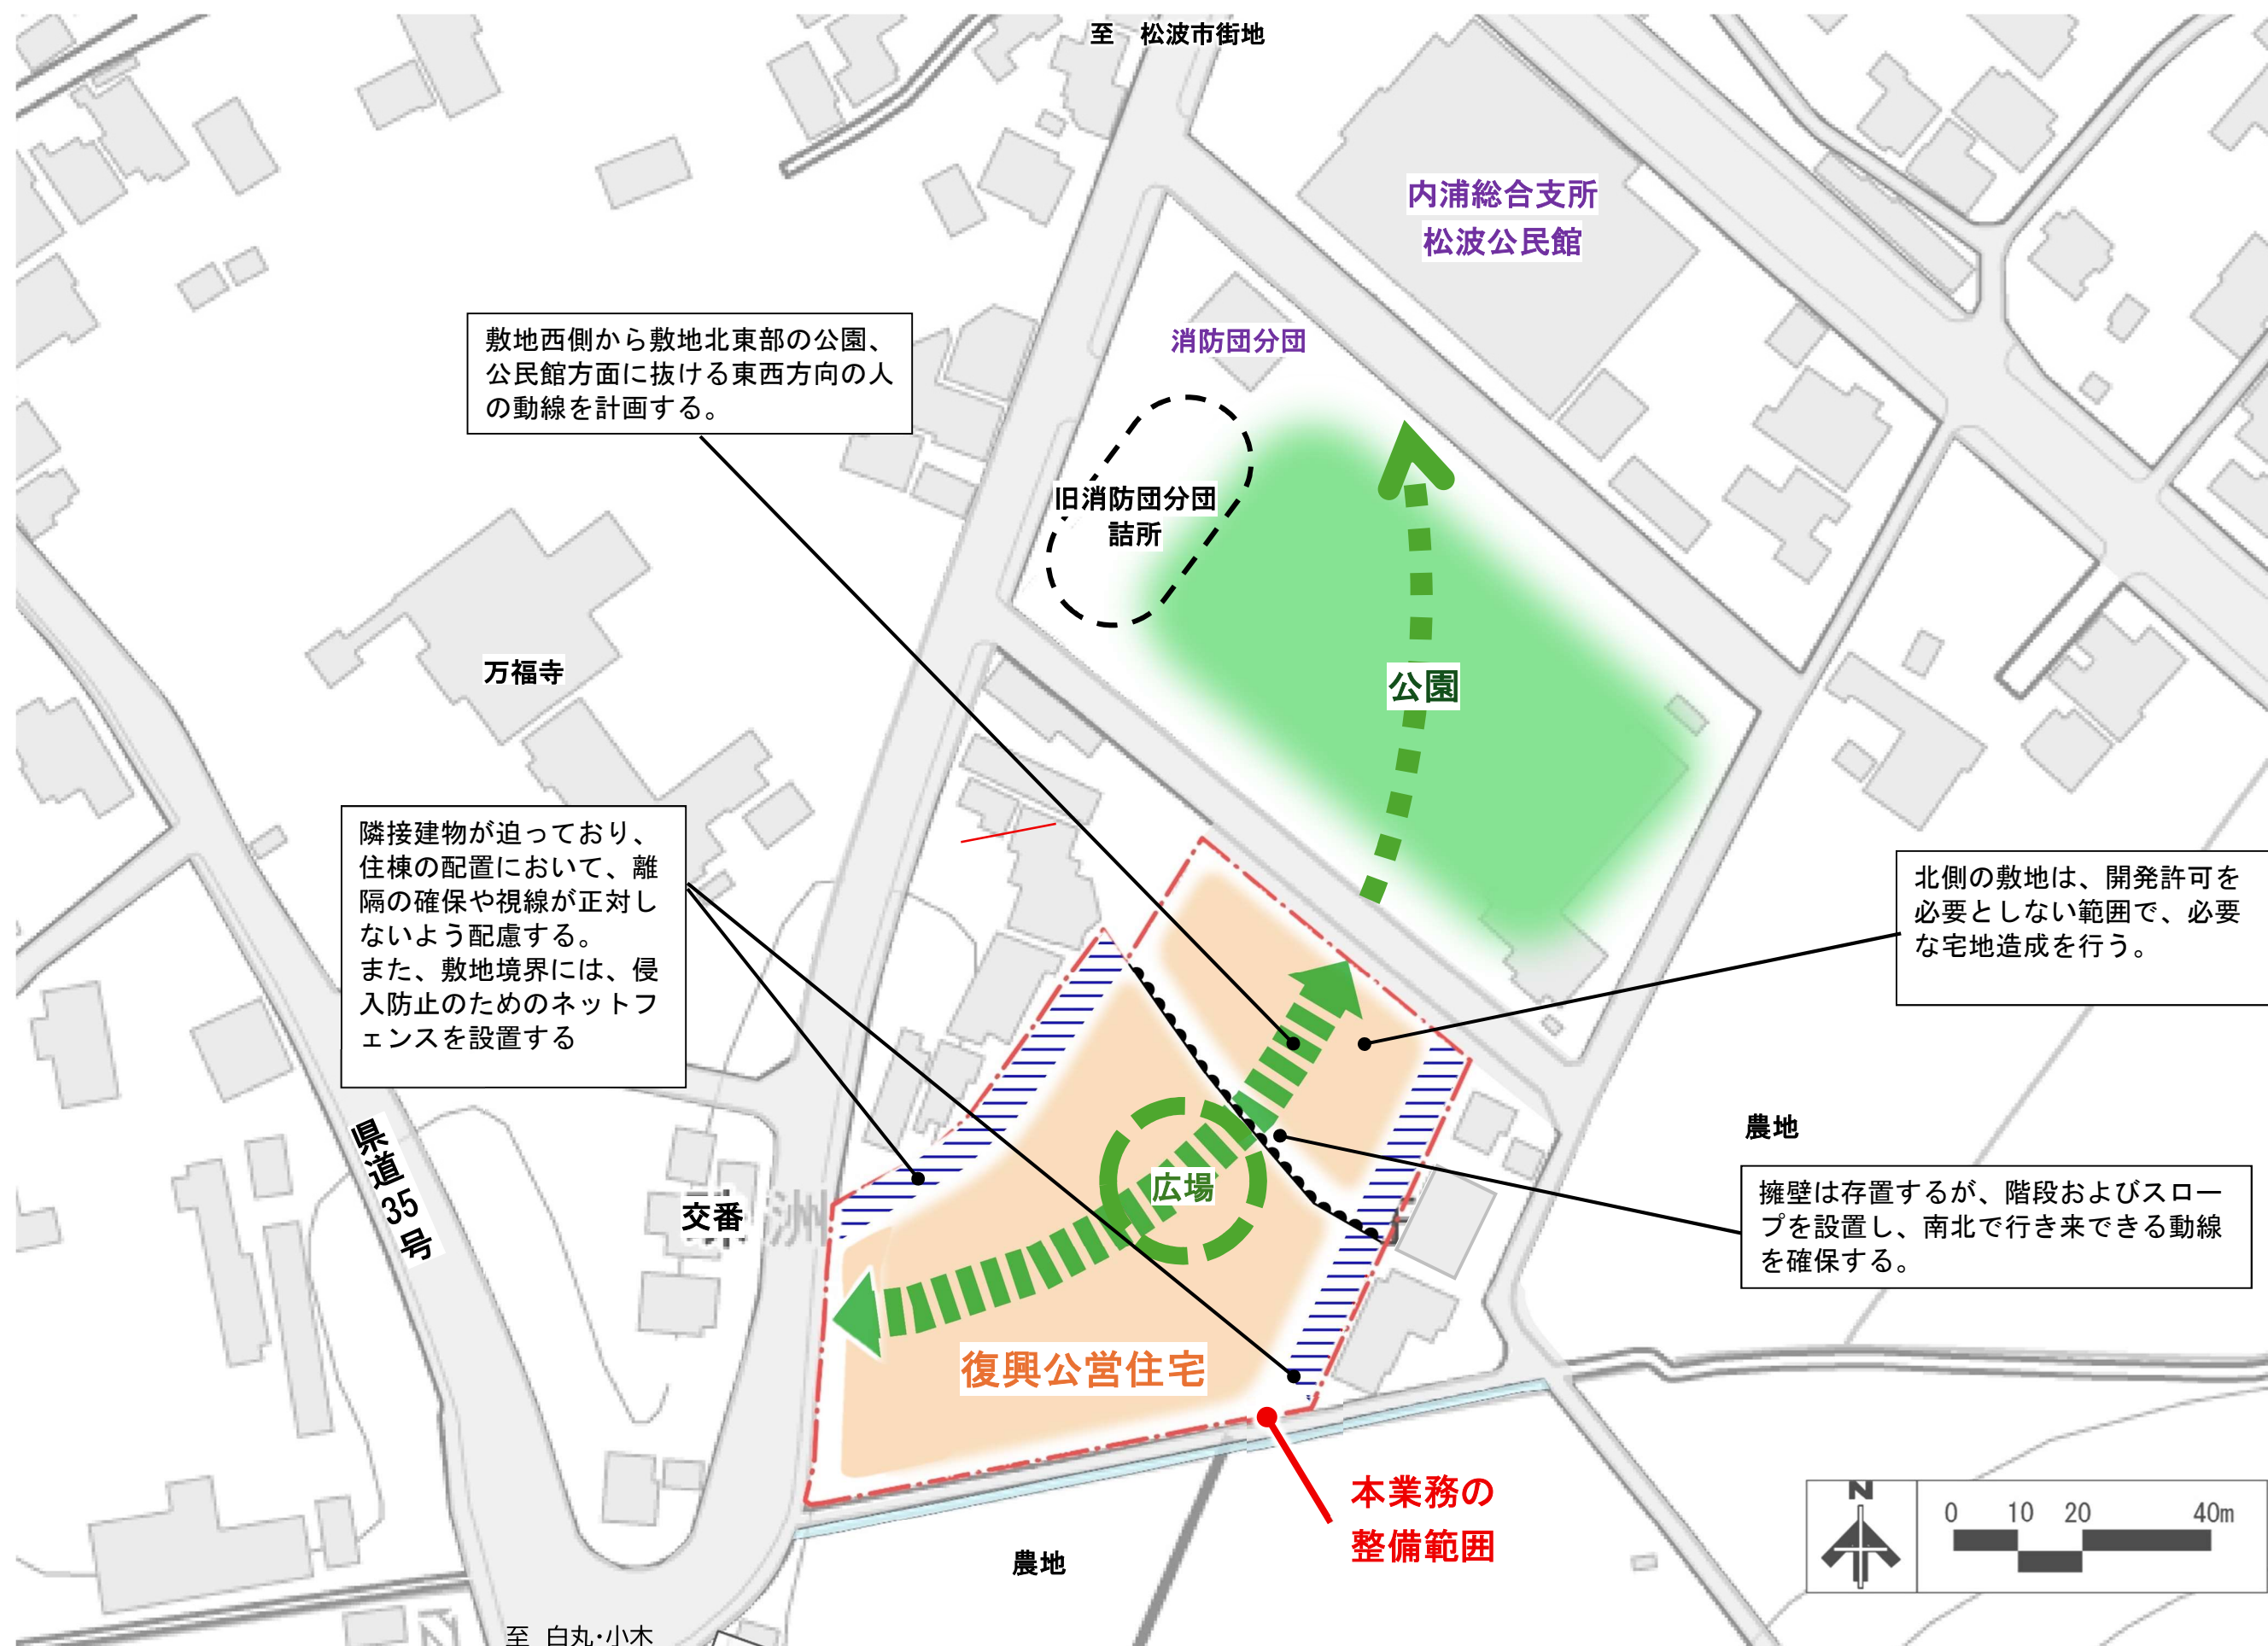 至　松波市街地
内浦総合支所
松波公民館
消防団分団
敷地西側から敷地北東部の公園、
公民館方面に抜ける東西方向の人
の動線を計画する。
旧消防団分団
詰所
万福寺
公園
隣接建物が迫っており、
住棟の配置において、離
隔の確保や視線が正対し
ないよう配慮する。
また、敷地境界には、侵
入防止のためのネットフ
ェンスを設置する
北側の敷地は、開発許可を
必要としない範囲で、必要
な宅地造成を行う。
県道35号
農地
擁壁は存置するが、階段およびスロー
プを設置し、南北で行き来できる動線
を確保する。
交番
洲
広場
復興公営住宅
本業務の
整備範囲
農地
N
0 10 20 40m
至　白丸・小木